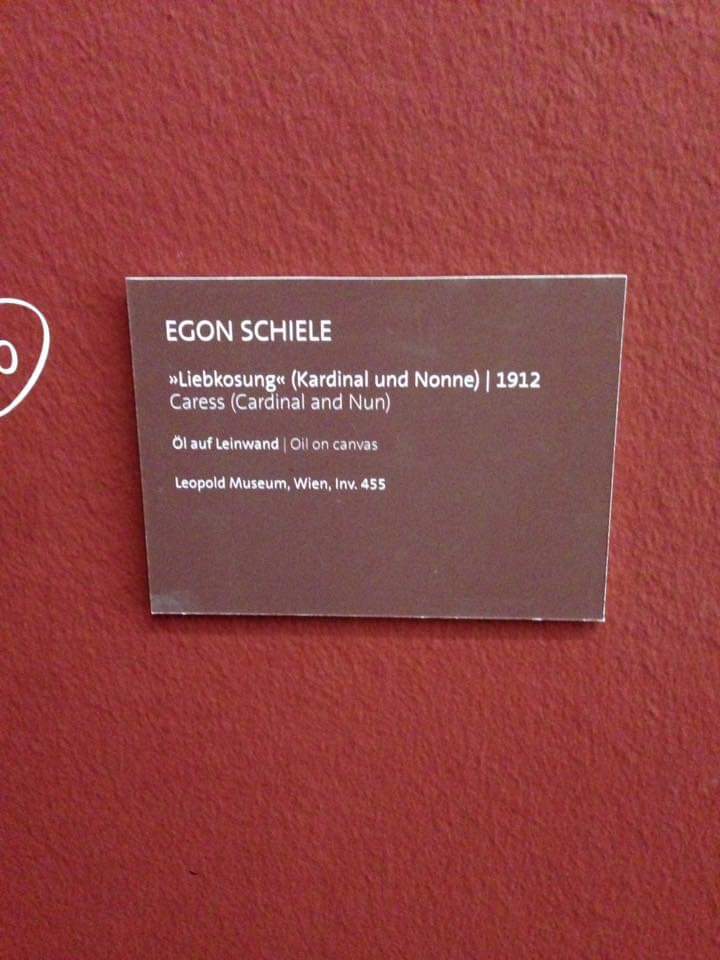 EGON SCHIELE
»Liebkosung« (Kardinal und Nonne) | 1912
Caress (Cardinal and Nun)
Öl auf Leinwand | Oil on canvas
Leopold Museum, Wien, Inv. 455